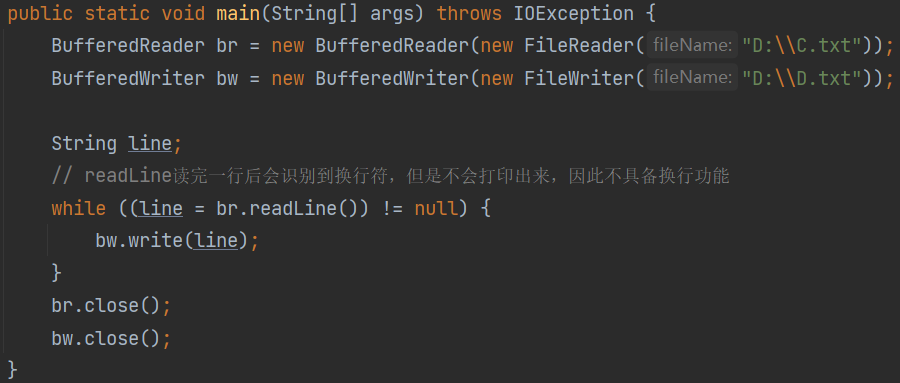 public static void main(String[] args) throws IOException {
    BufferedReader br = new BufferedReader(new FileReader( fileName: "D:\\C.txt"));
    BufferedWriter bw = new BufferedWriter(new FileWriter( fileName: "D:\\D.txt"));
    String line;
    // readLine读完一行后会识别到换行符，但是不会打印出来，因此不具备换行功能
    while ((line = br.readLine()) != null) {
        bw.write(line);
    }
    br.close();
    bw.close();
}